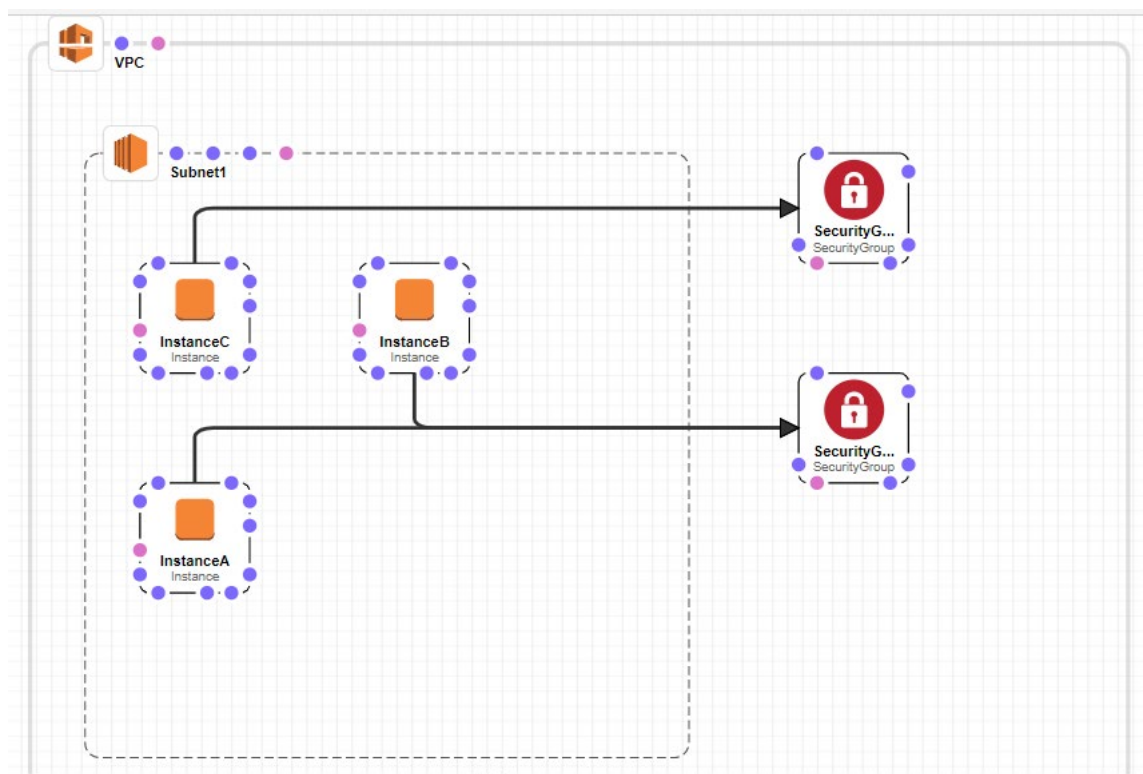 VPC
Subnet1
SecurityG...
SecurityGroup
InstanceC
Instance
InstanceB
Instance
SecurityG...
SecurityGroup
InstanceA
Instance